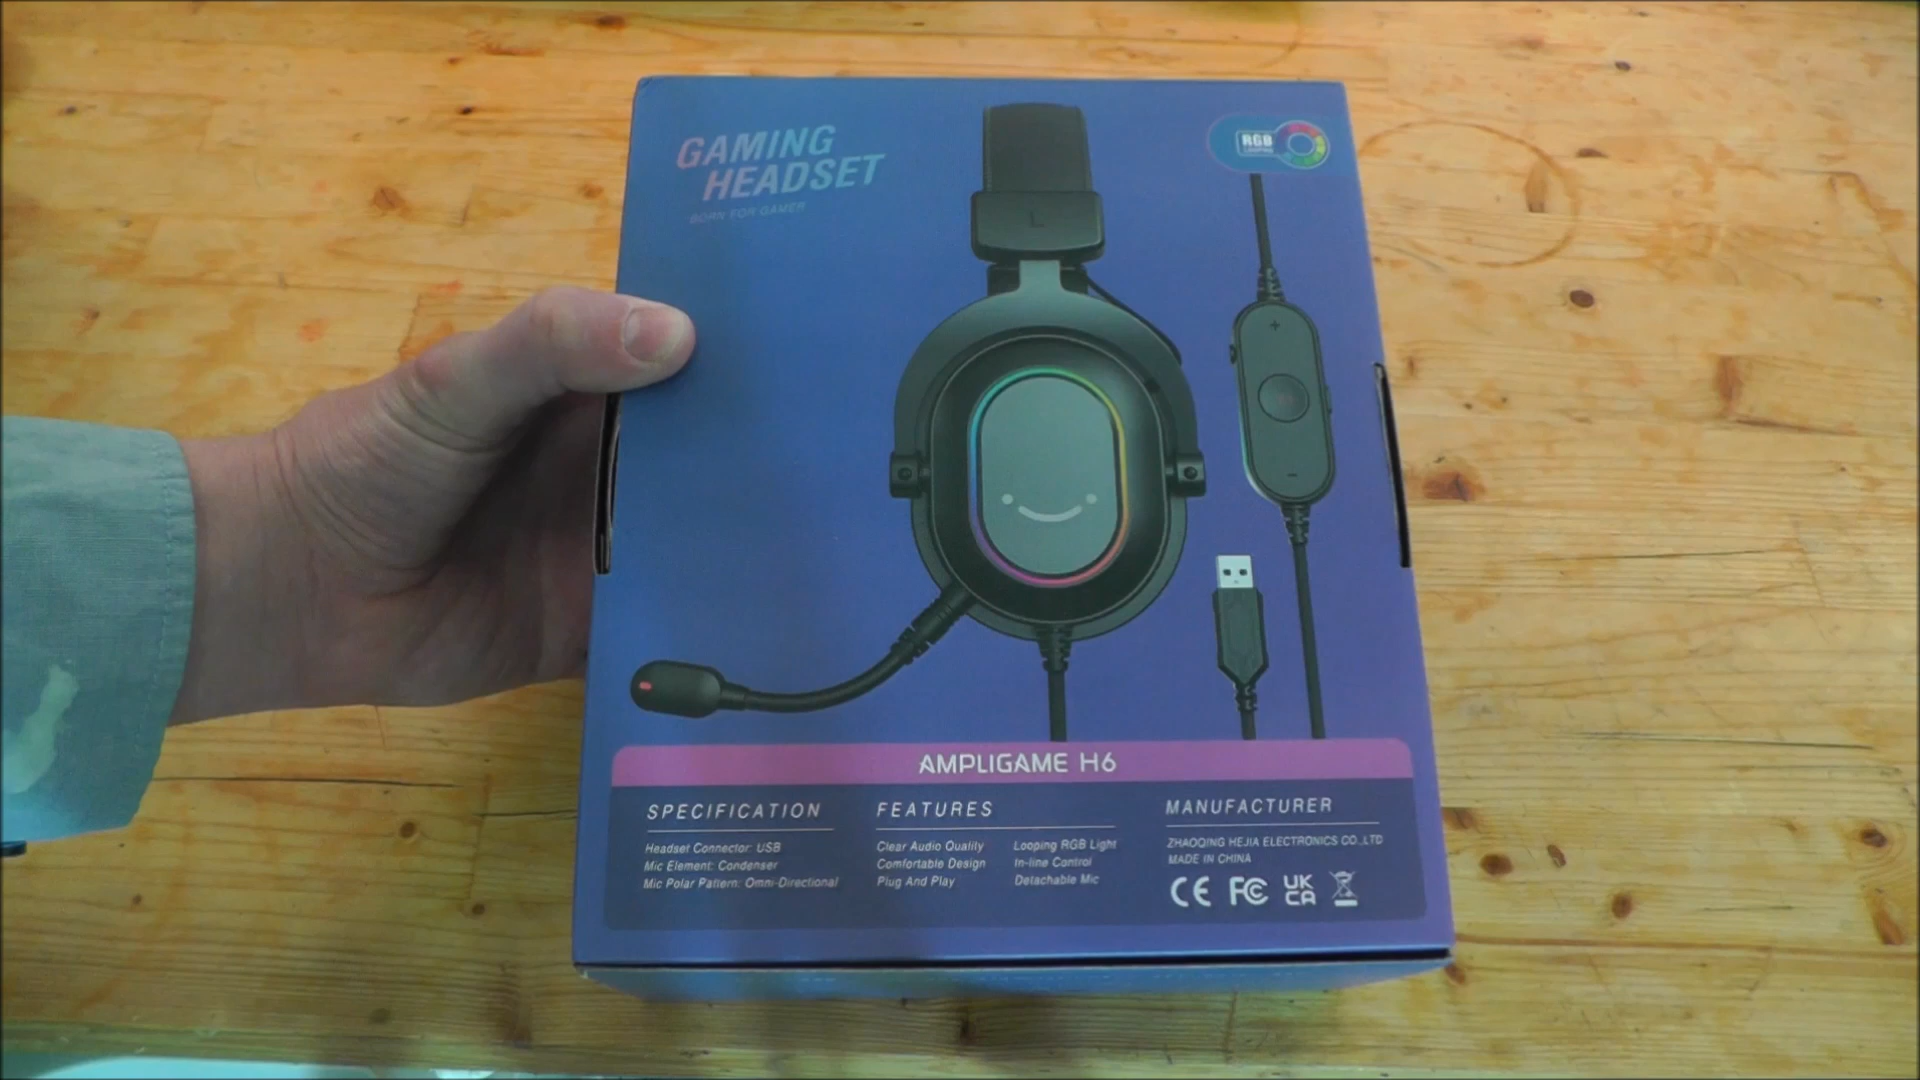 GAMING
HEADSET
BORN FOR GAMER
RGB
L
+
-
AMPLIGAME H6
SPECIFICATION
Headset Connector: USB
Mic Element: Condenser
Mic Polar Pattern: Omni-Directional
FEATURES
Clear Audio Quality
Comfortable Design
Plug And Play
Looping RGB Light
In-line Control
Detachable Mic
MANUFACTURER
ZHAOQING HEJIA ELECTRONICS CO.,LTD
MADE IN CHINA
CE FC UK
CA